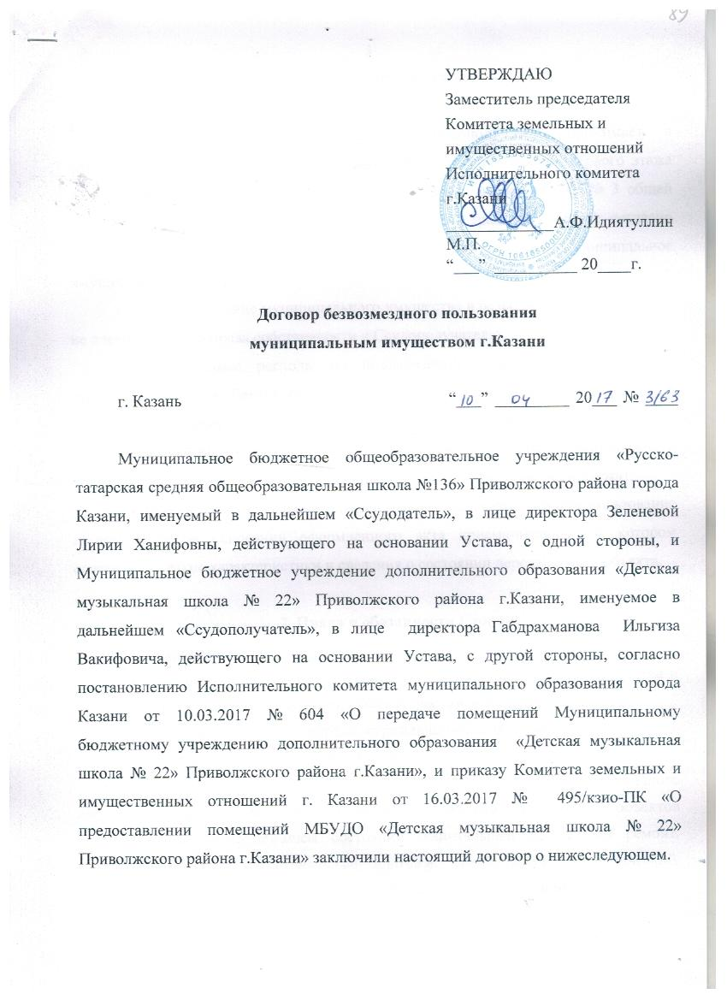 89
УТВЕРЖДАЮ
Заместитель председателя
Комитета земельных и
имущественных отношений
Исполнительного комитета
г.Казани
_____________А.Ф.Идиятуллин
М.П.
“___” __________ 20____г.
Договор безвозмездного пользования
муниципальным имуществом г.Казани
г. Казань “10” 04 2017 № 3/63
Муниципальное бюджетное общеобразовательное учреждения «Русско-
татарская средняя общеобразовательная школа №136» Приволжского района города
Казани, именуемый в дальнейшем «Ссудодатель», в лице директора Зеленевой
Лирии Ханифовны, действующего на основании Устава, с одной стороны, и
Муниципальное бюджетное учреждение дополнительного образования «Детская
музыкальная школа № 22» Приволжского района г.Казани, именуемое в
дальнейшем «Ссудополучатель», в лице директора Габдрахманова Ильгиза
Вакифовича, действующего на основании Устава, с другой стороны, согласно
постановлению Исполнительного комитета муниципального образования города
Казани от 10.03.2017 № 604 «О передаче помещений Муниципальному
бюджетному учреждению дополнительного образования «Детская музыкальная
школа № 22» Приволжского района г.Казани», и приказу Комитета земельных и
имущественных отношений г. Казани от 16.03.2017 № 495/кзио-ПК «О
предоставлении помещений МБУДО «Детская музыкальная школа № 22»
Приволжского района г.Казани» заключили настоящий договор о нижеследующем.